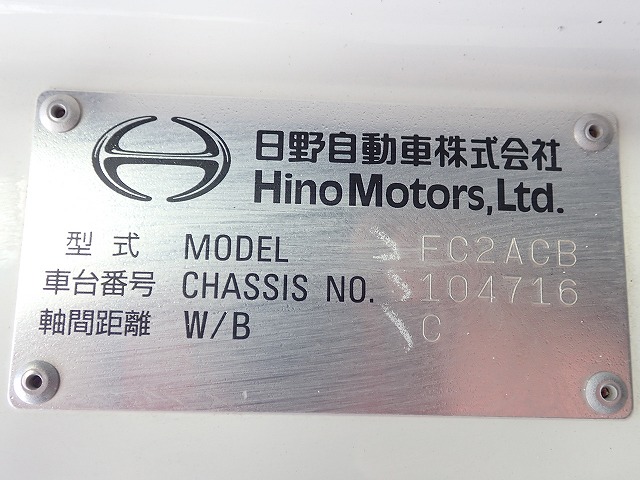 日野自動車株式会社
Hino Motors, Ltd.
型式 MODEL FC2ACB
車台番号 CHASSIS NO. 104716
軸間距離 W/B C